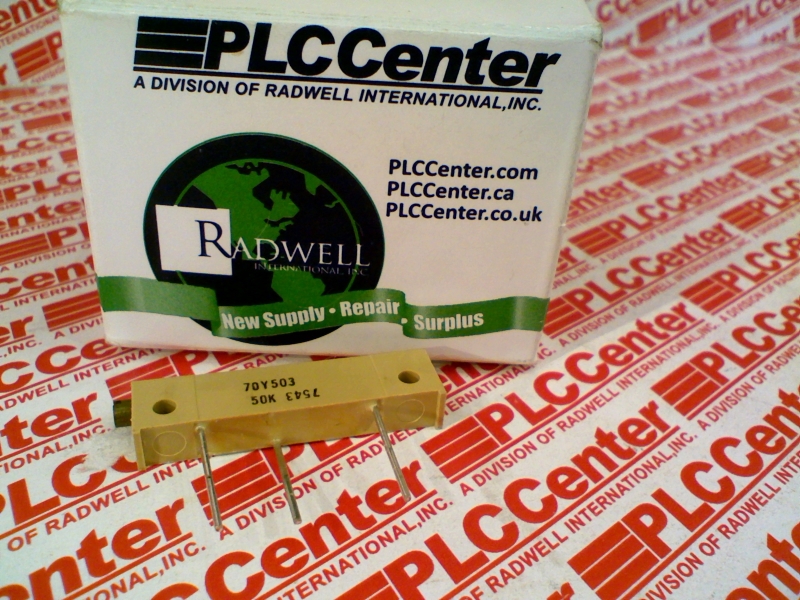 PLCCenter
A DIVISION OF RADWELL INTERNATIONAL, INC.
PLCCenter.com
PLCCenter.ca
PLCCenter.co.uk
RADWELL
INTERNATIONAL, INC.
New Supply • Repair • Surplus
70Y503
50K 7543
PLCCenter
A DIVISION OF RADWELL INTERNATIONAL, INC.